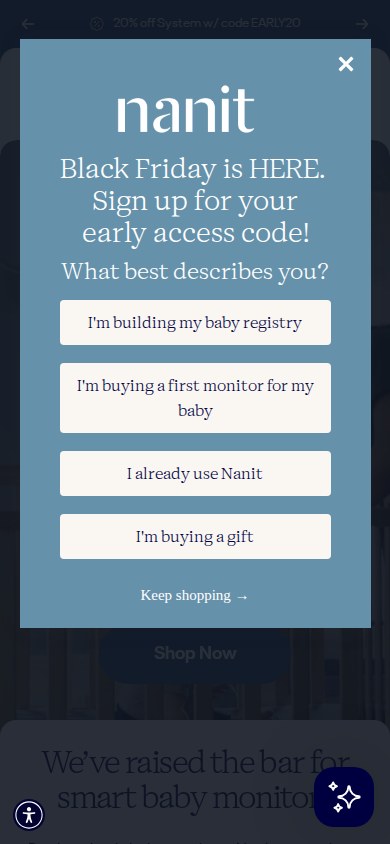 20% off System w/ code EARLY20
nanit
Black Friday is HERE.
Sign up for your
early access code!
What best describes you?
I'm building my baby registry
I'm buying a first monitor for my
baby
I already use Nanit
I'm buying a gift
Keep shopping →
Shop Now
We've raised the bar for
smart baby monitor